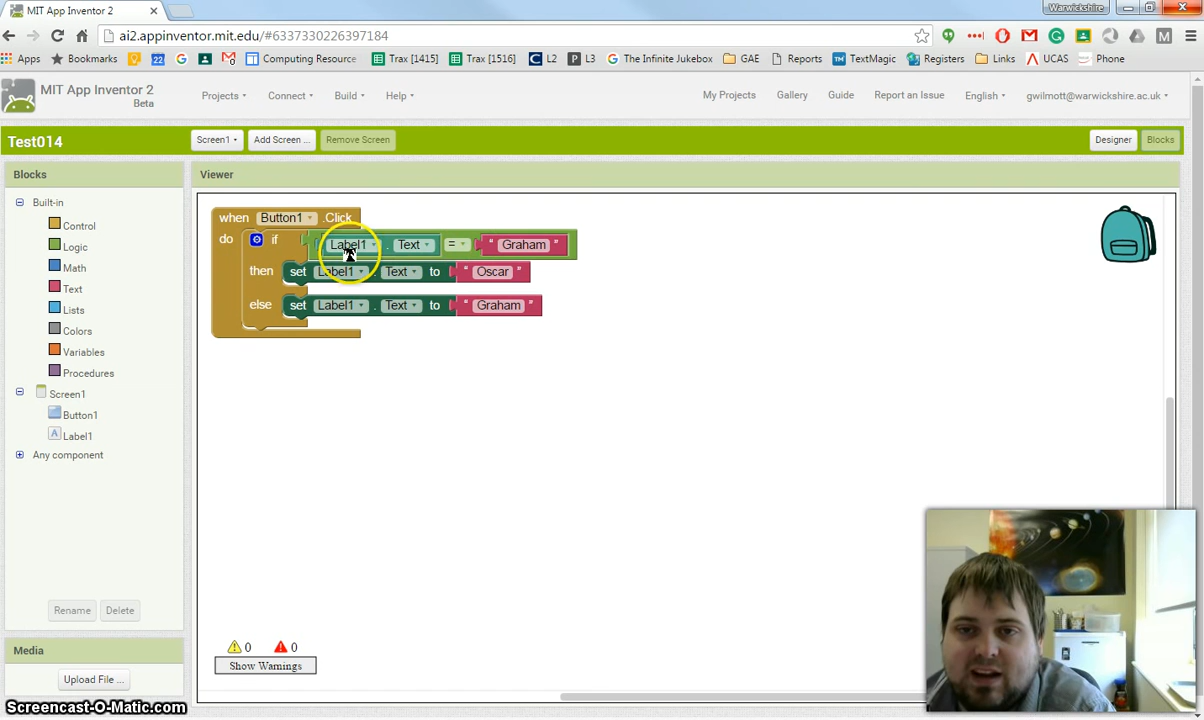 MIT App Inventor 2
Warwickshire
ai2.appinventor.mit.edu/#6337330226397184
Apps Bookmarks 22 Computing Resource Trax [1415] Trax [1516] L2 L3 The Infinite Jukebox GAE Reports TextMagic Registers Links UCAS Phone
MIT App Inventor 2
Beta
Projects Connect Build Help My Projects Gallery Guide Report an Issue English gwilmott@warwickshire.ac.uk
Test014 Screen1 Add Screen ... Remove Screen Designer Blocks
Blocks
Built-in
Control
Logic
Math
Text
Lists
Colors
Variables
Procedures
Screen1
Button1
Label1
Any component
Rename Delete
Media
Upload File ...
Viewer
when Button1 .Click
do if Label1 . Text = “ Graham ”
then set Label1 . Text to “ Oscar ”
else set Label1 . Text to “ Graham ”
0 0
Show Warnings
Screencast-O-Matic.com